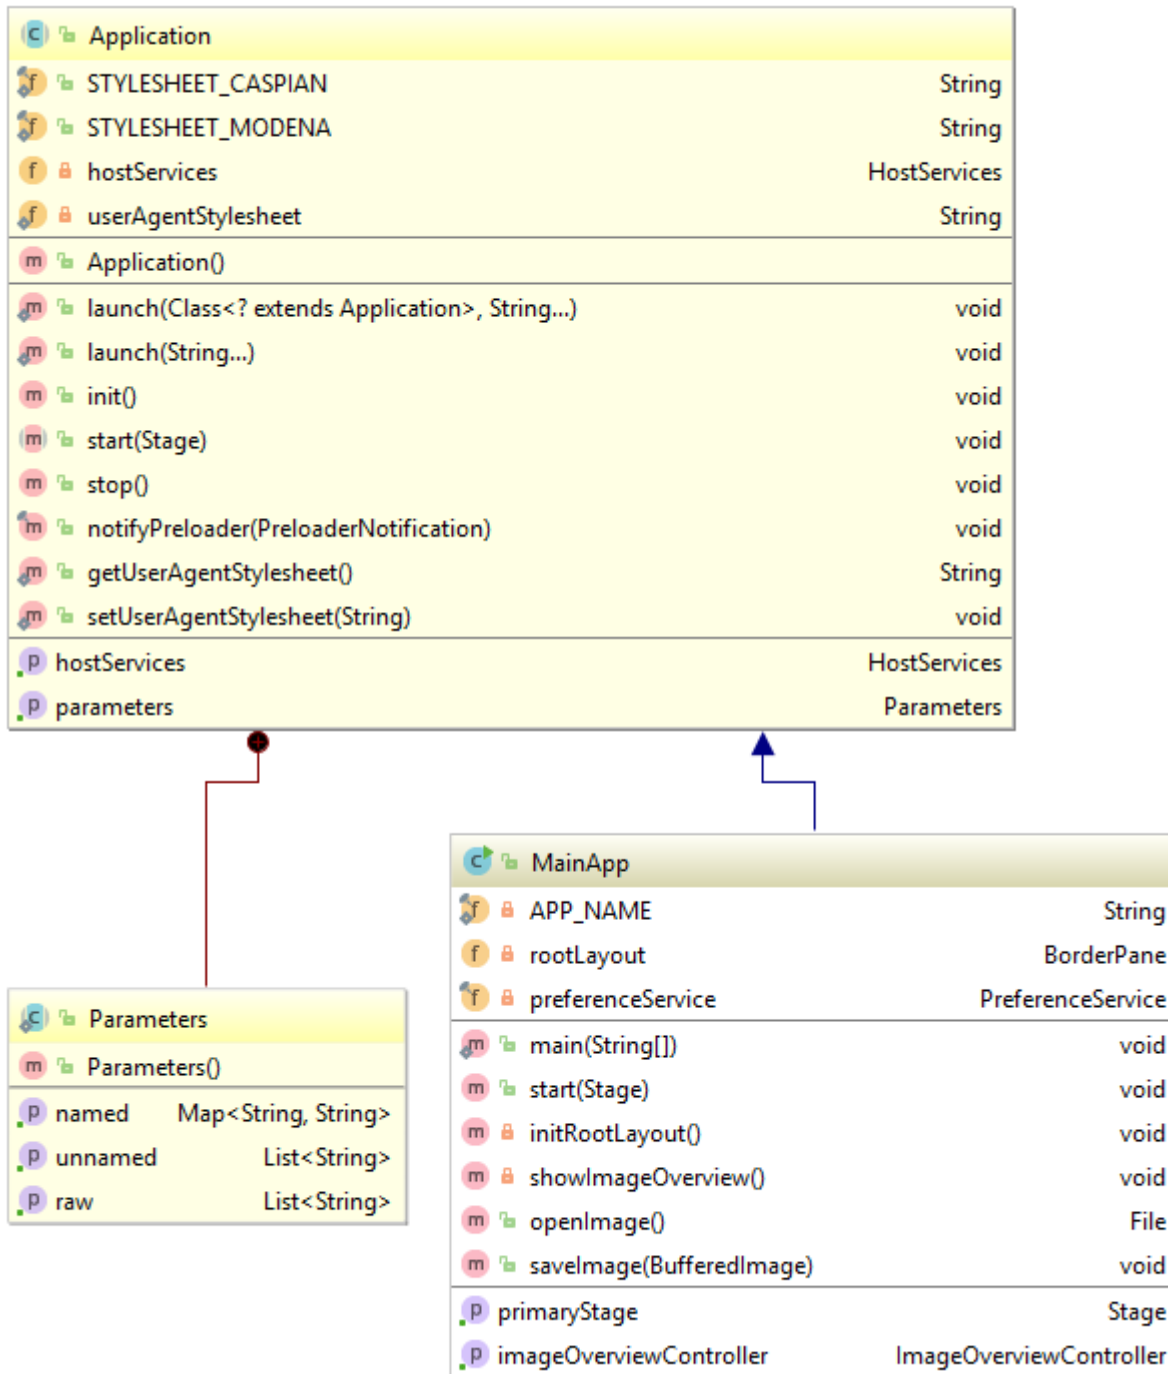 Application
STYLESHEET_CASPIAN String
STYLESHEET_MODENA String
hostServices HostServices
userAgentStylesheet String
Application()
launch(Class<? extends Application>, String...) void
launch(String...) void
init() void
start(Stage) void
stop() void
notifyPreloader(PreloaderNotification) void
getUserAgentStylesheet() String
setUserAgentStylesheet(String) void
hostServices HostServices
parameters Parameters
Parameters
Parameters()
named Map<String, String>
unnamed List<String>
raw List<String>
MainApp
APP_NAME String
rootLayout BorderPane
preferenceService PreferenceService
main(String[]) void
start(Stage) void
initRootLayout() void
showImageOverview() void
openImage() File
saveImage(BufferedImage) void
primaryStage Stage
imageOverviewController ImageOverviewController